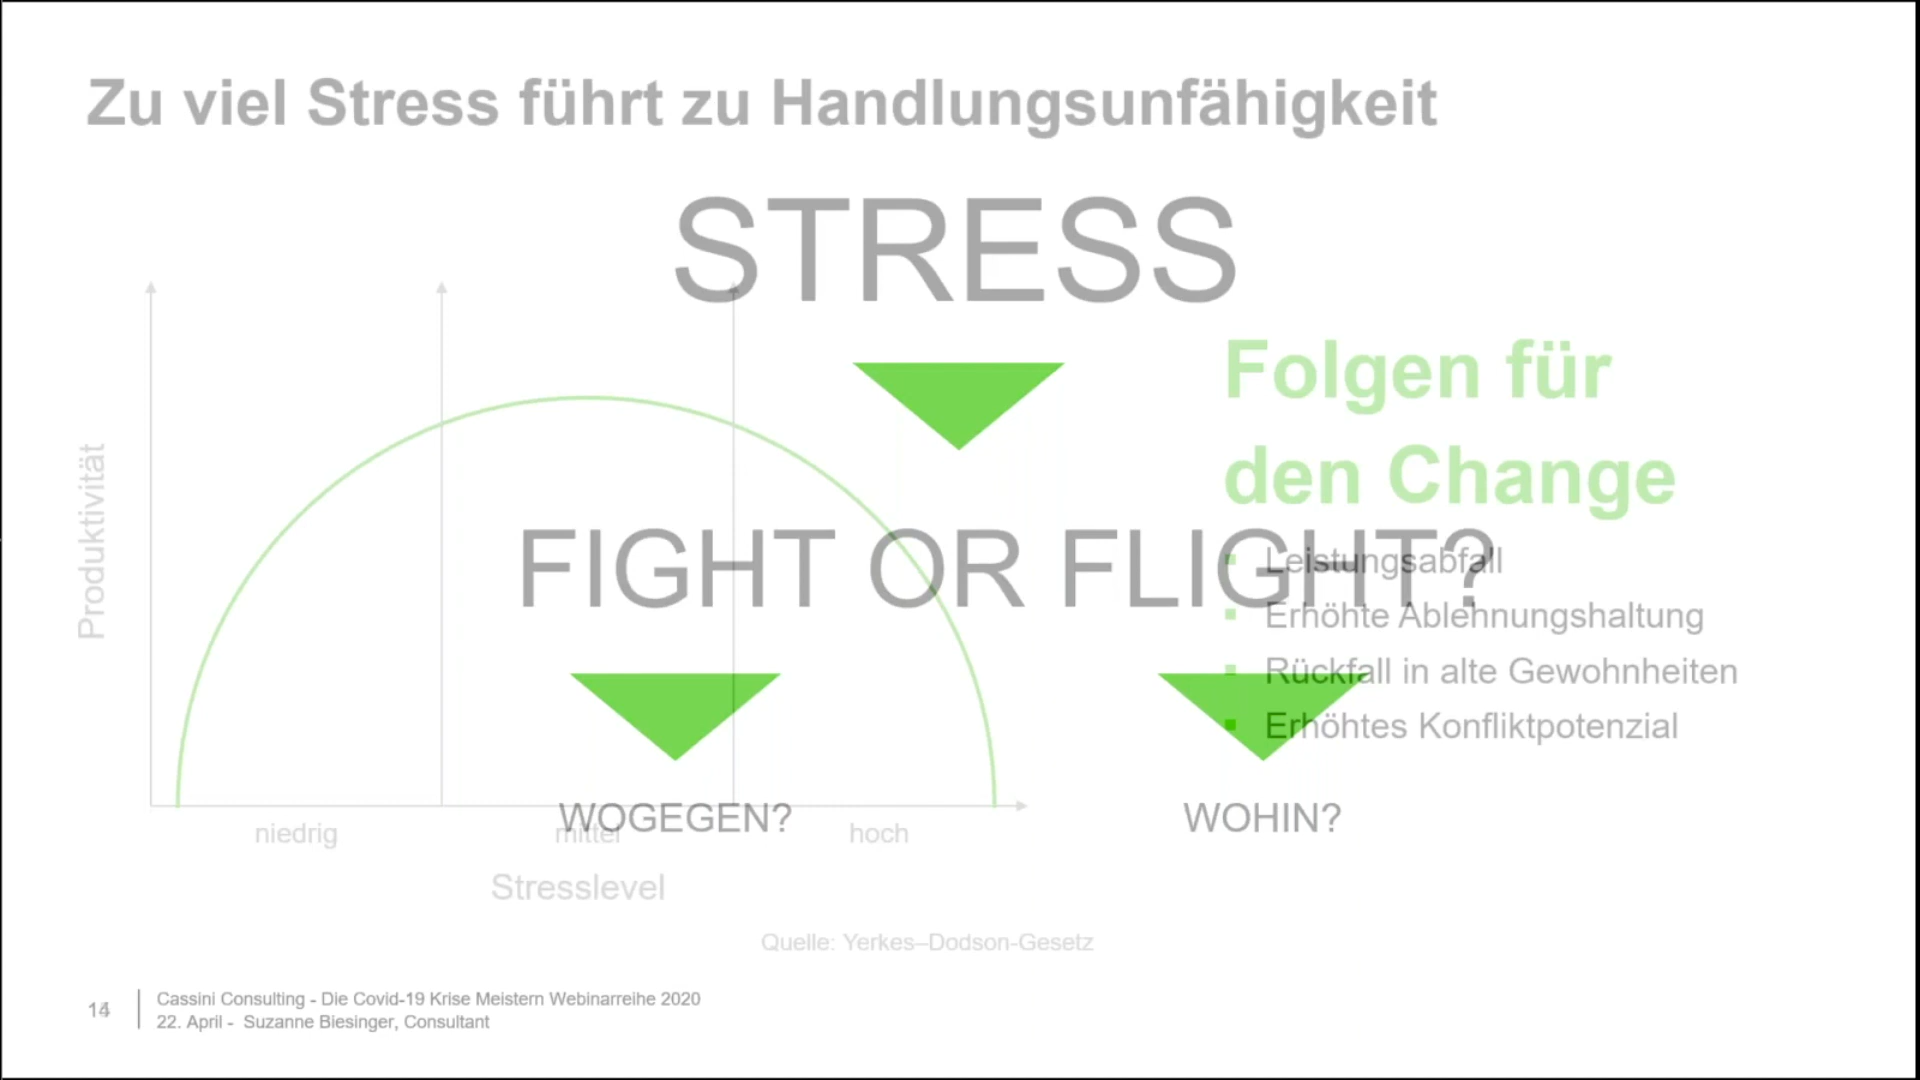 Zu viel Stress führt zu Handlungsunfähigkeit
STRESS
Folgen für
den Change
Produktivität
FIGHT OR FLIGHT?
Leistungsabfall
Erhöhte Ablehnungshaltung
Rückfall in alte Gewohnheiten
Erhöhtes Konfliktpotenzial
WOGEGEN?
WOHIN?
niedrig
mittel
hoch
Stresslevel
Quelle: Yerkes–Dodson-Gesetz
Cassini Consulting - Die Covid-19 Krise Meistern Webinarreihe 2020
22. April - Suzanne Biesinger, Consultant